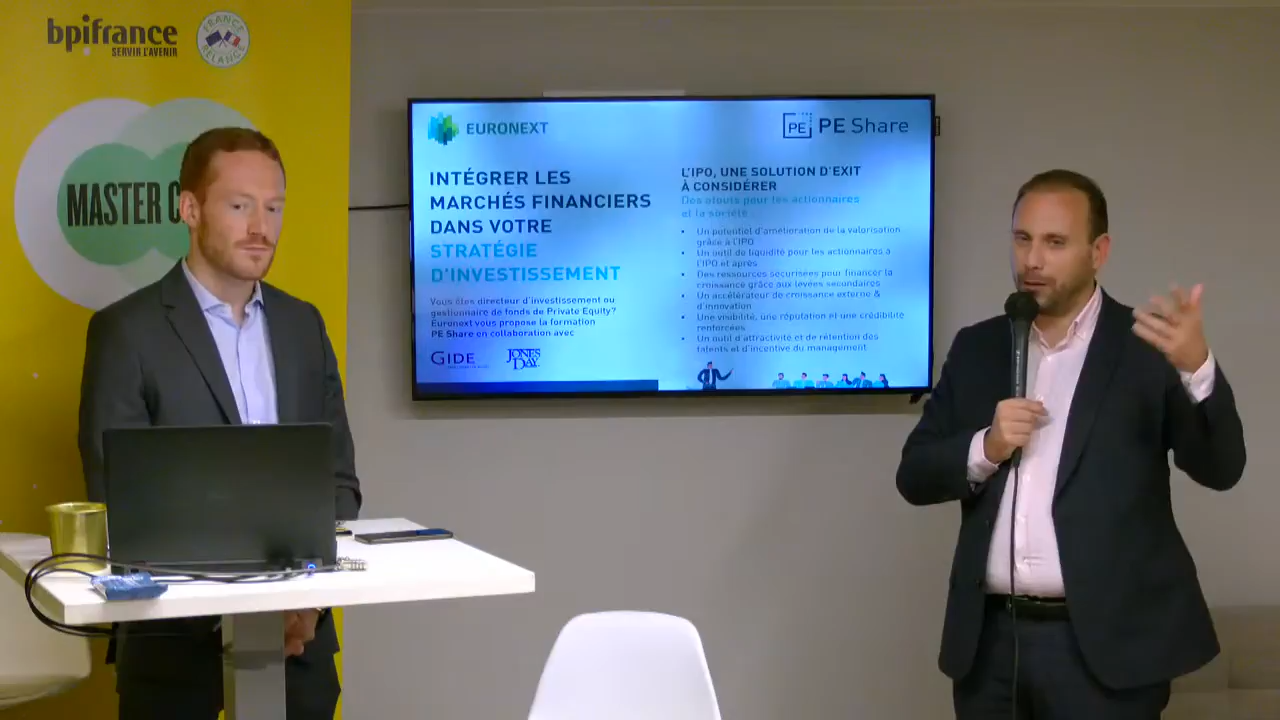 bpifrance
SERVIR L'AVENIR
FRANCE
RELANCE
MASTER C
EURONEXT
INTÉGRER LES
MARCHÉS FINANCIERS
DANS VOTRE
STRATÉGIE
D'INVESTISSEMENT
Vous êtes directeur d'investissement ou
gestionnaire de fonds de Private Equity?
Euronext vous propose la formation
PE Share en collaboration avec
GIDE
JONES
DAY
PE PE Share
L'IPO, UNE SOLUTION D'EXIT
À CONSIDÉRER
Des atouts pour les actionnaires
et la société
• Un potentiel d'amélioration de la valorisation
grâce à l'IPO
• Un outil de liquidité pour les actionnaires à
l'IPO et après
• Des ressources sécurisées pour financer la
croissance grâce aux levées secondaires
• Un accélérateur de croissance externe &
d'innovation
• Une visibilité, une réputation et une crédibilité
renforcées
• Un outil d'attractivité et de rétention des
talents et d'incentive du management